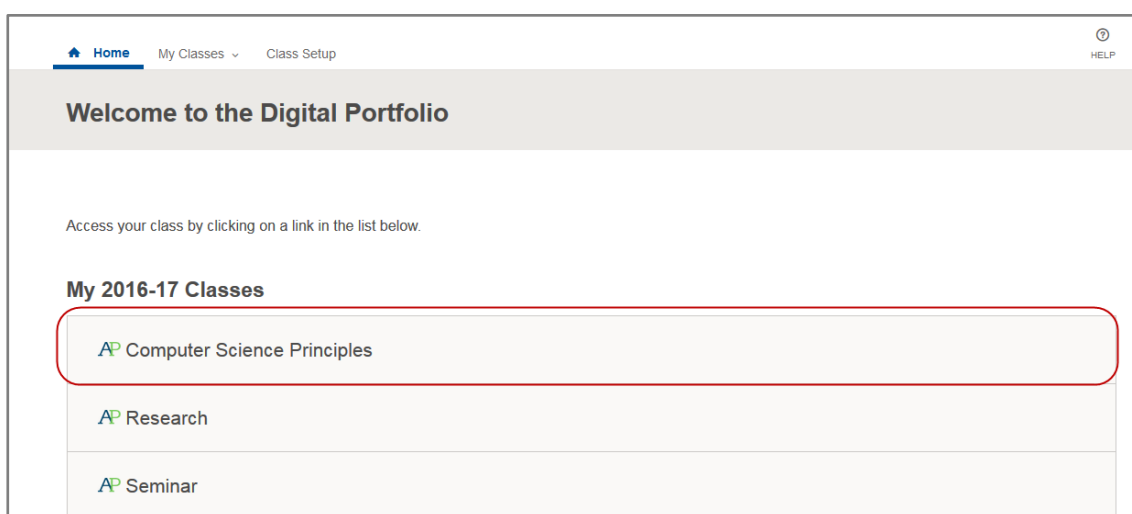 Home My Classes Class Setup
HELP
Welcome to the Digital Portfolio
Access your class by clicking on a link in the list below.
My 2016-17 Classes
AP Computer Science Principles
AP Research
AP Seminar